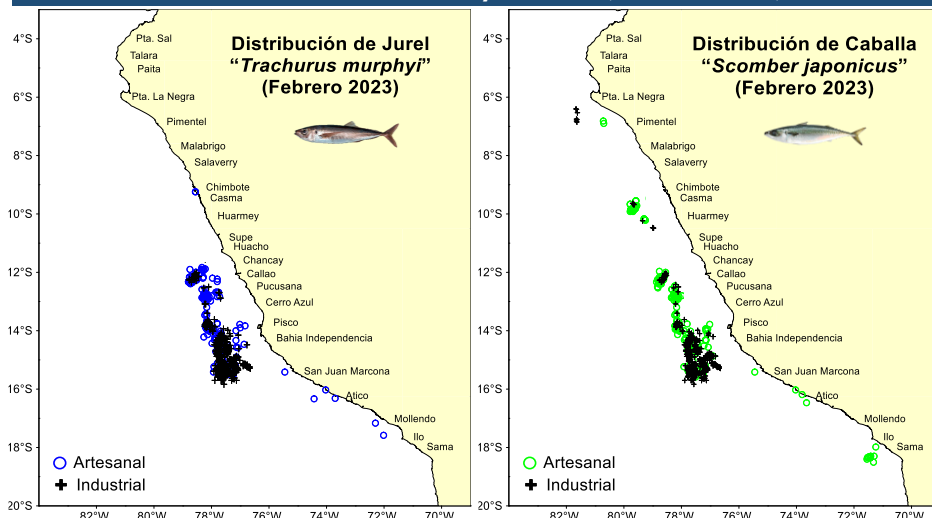 Distribución de Jurel
“Trachurus murphyi”
(Febrero 2023)
4°S
6°S
8°S
10°S
12°S
14°S
16°S
18°S
20°S
Pta. Sal
Talara
Paita
Pta. La Negra
Pimentel
Malabrigo
Salaverry
Chimbote
Casma
Huarmey
Supe
Huacho
Chancay
Callao
Pucusana
Cerro Azul
Pisco
Bahia Independencia
San Juan Marcona
Atico
Mollendo
Ilo
Sama
Artesanal
Industrial
82°W
80°W
78°W
76°W
74°W
72°W
70°W
Distribución de Caballa
“Scomber japonicus”
(Febrero 2023)
4°S
6°S
8°S
10°S
12°S
14°S
16°S
18°S
20°S
Pta. Sal
Talara
Paita
Pta. La Negra
Pimentel
Malabrigo
Salaverry
Chimbote
Casma
Huarmey
Supe
Huacho
Chancay
Callao
Pucusana
Cerro Azul
Pisco
Bahia Independencia
San Juan Marcona
Atico
Mollendo
Ilo
Sama
Artesanal
Industrial
82°W
80°W
78°W
76°W
74°W
72°W
70°W